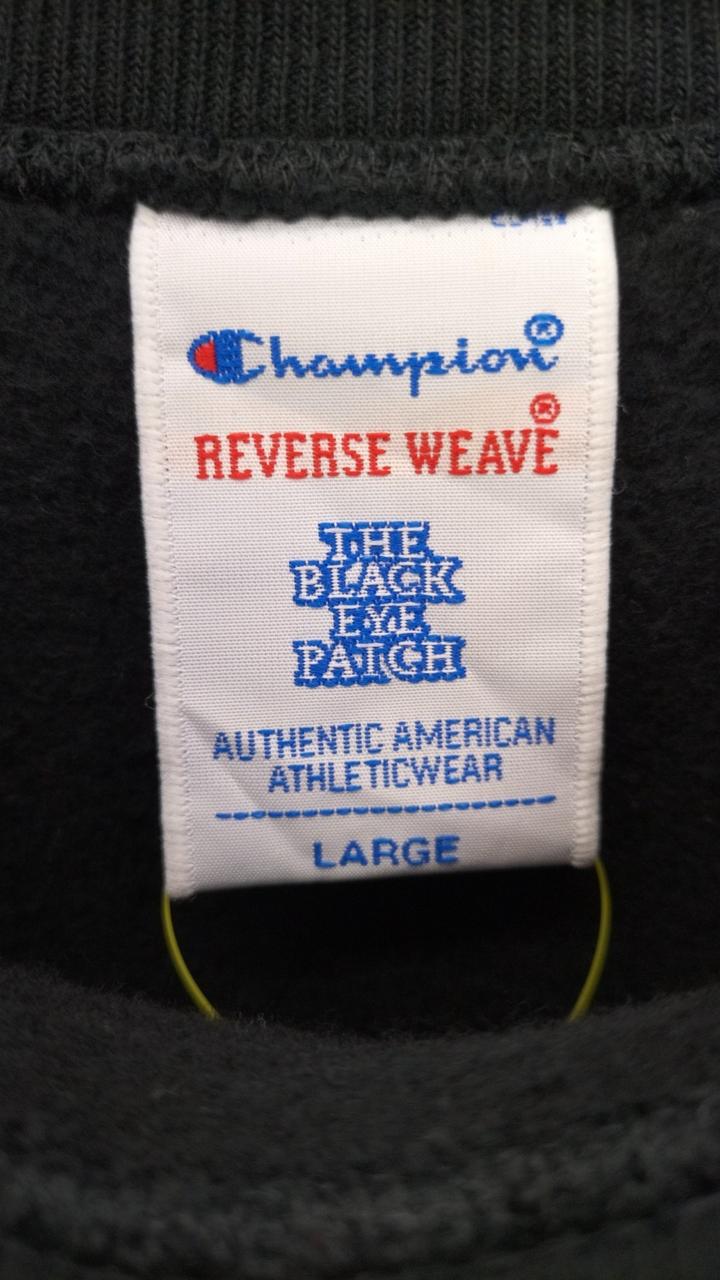 Champion®
REVERSE WEAVE®
THE
BLACK
EYE
PATCH
AUTHENTIC AMERICAN
ATHLETICWEAR
LARGE